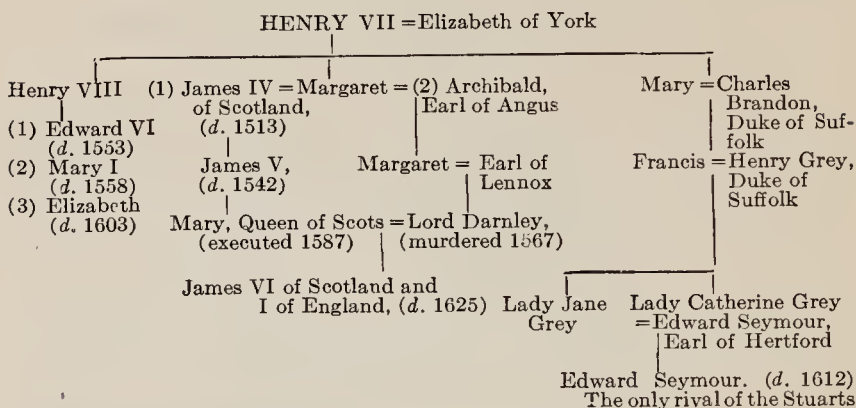 HENRY VII = Elizabeth of York
Henry VIII (1) James IV = Margaret = (2) Archibald, Mary = Charles
of Scotland, Earl of Angus Brandon,
(d. 1513) Duke of Suf-
folk
(1) Edward VI
(d. 1553)
(2) Mary I
(d. 1558)
(3) Elizabeth
(d. 1603)
James V, Margaret = Earl of Francis = Henry Grey,
(d. 1542) Lennox Duke of
Suffolk
Mary, Queen of Scots = Lord Darnley,
(executed 1587) (murdered 1567)
James VI of Scotland and
I of England, (d. 1625)
Lady Jane Lady Catherine Grey
Grey = Edward Seymour,
Earl of Hertford
Edward Seymour. (d. 1612)
The only rival of the Stuarts